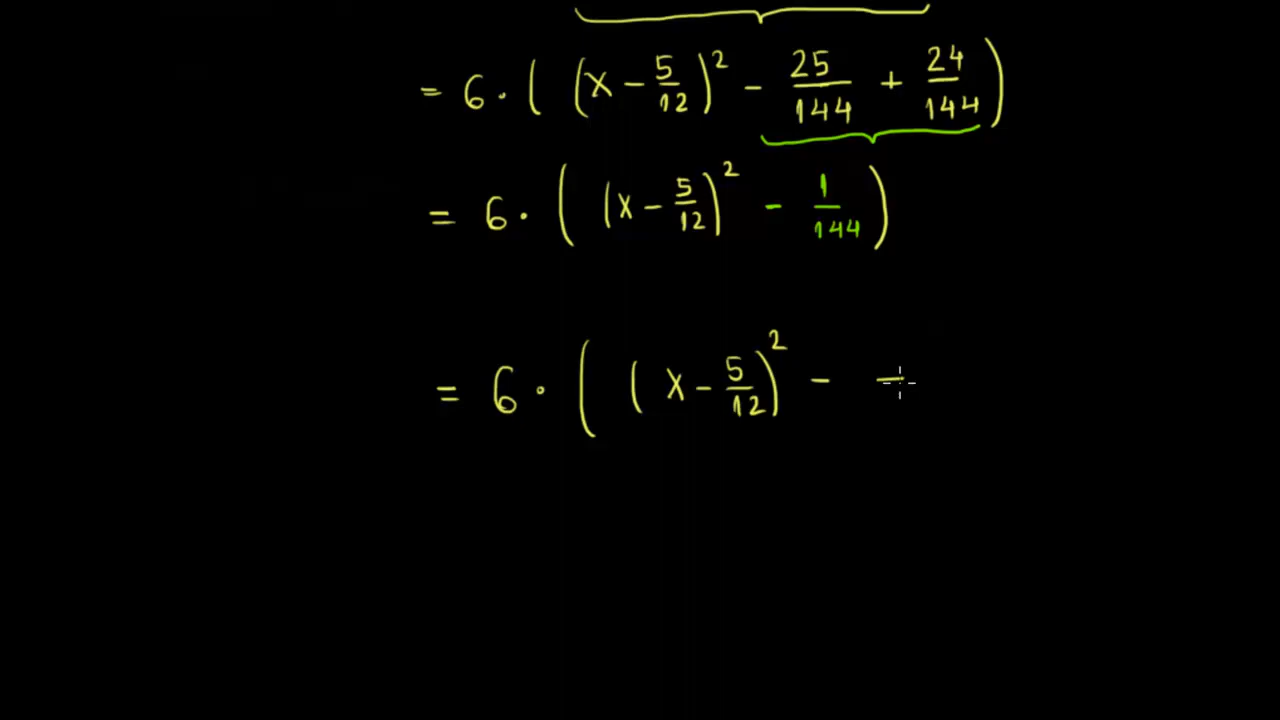 = 6 · ( (x − 5/12)² − 25/144 + 24/144 )
= 6 · ( (x − 5/12)² − 1/144 )
= 6 · ( (x − 5/12)² −